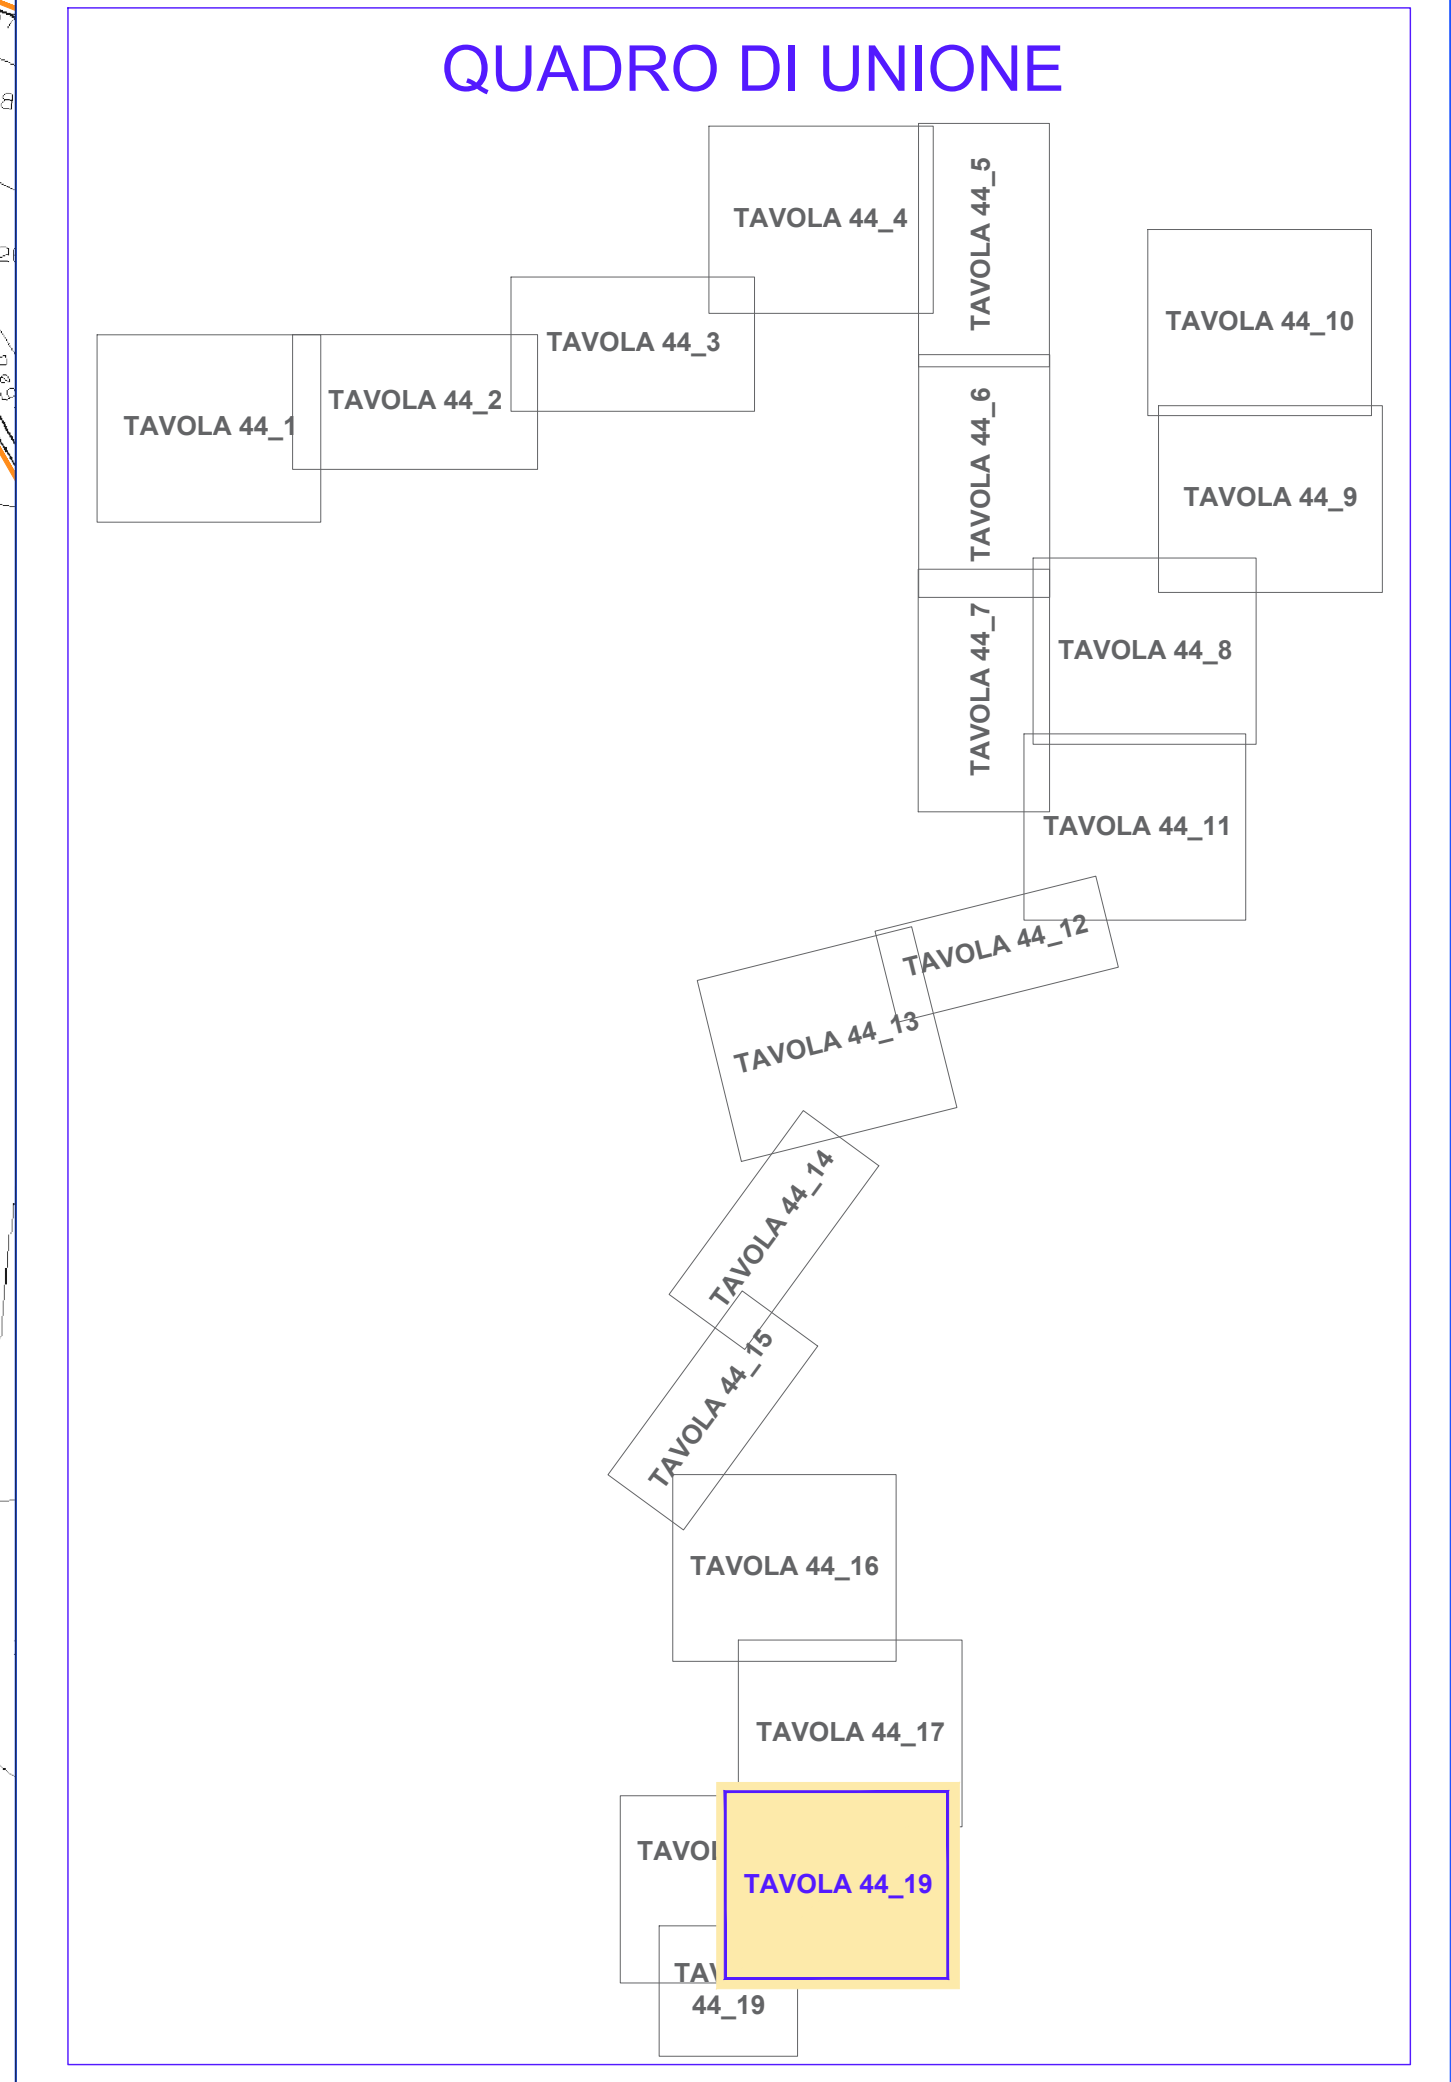 QUADRO DI UNIONE
TAVOLA 44_4
TAVOLA 44_5
TAVOLA 44_10
TAVOLA 44_3
TAVOLA 44_2
TAVOLA 44_1
TAVOLA 44_6
TAVOLA 44_9
TAVOLA 44_7
TAVOLA 44_8
TAVOLA 44_11
TAVOLA 44_12
TAVOLA 44_13
TAVOLA 44_14
TAVOLA 44_15
TAVOLA 44_16
TAVOLA 44_17
TAVOLA 44_19
44_19